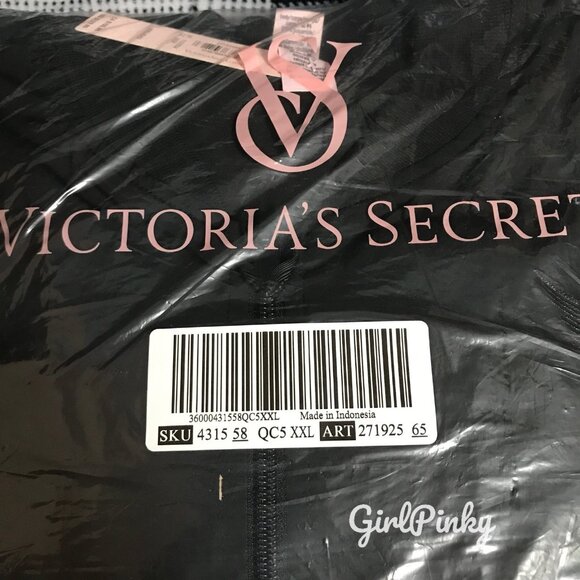 VS
VICTORIA'S SECRET
36000431558QC5XXL Made in Indonesia
SKU 4315 58 QC5 XXL ART 271925 65
GirlPinky